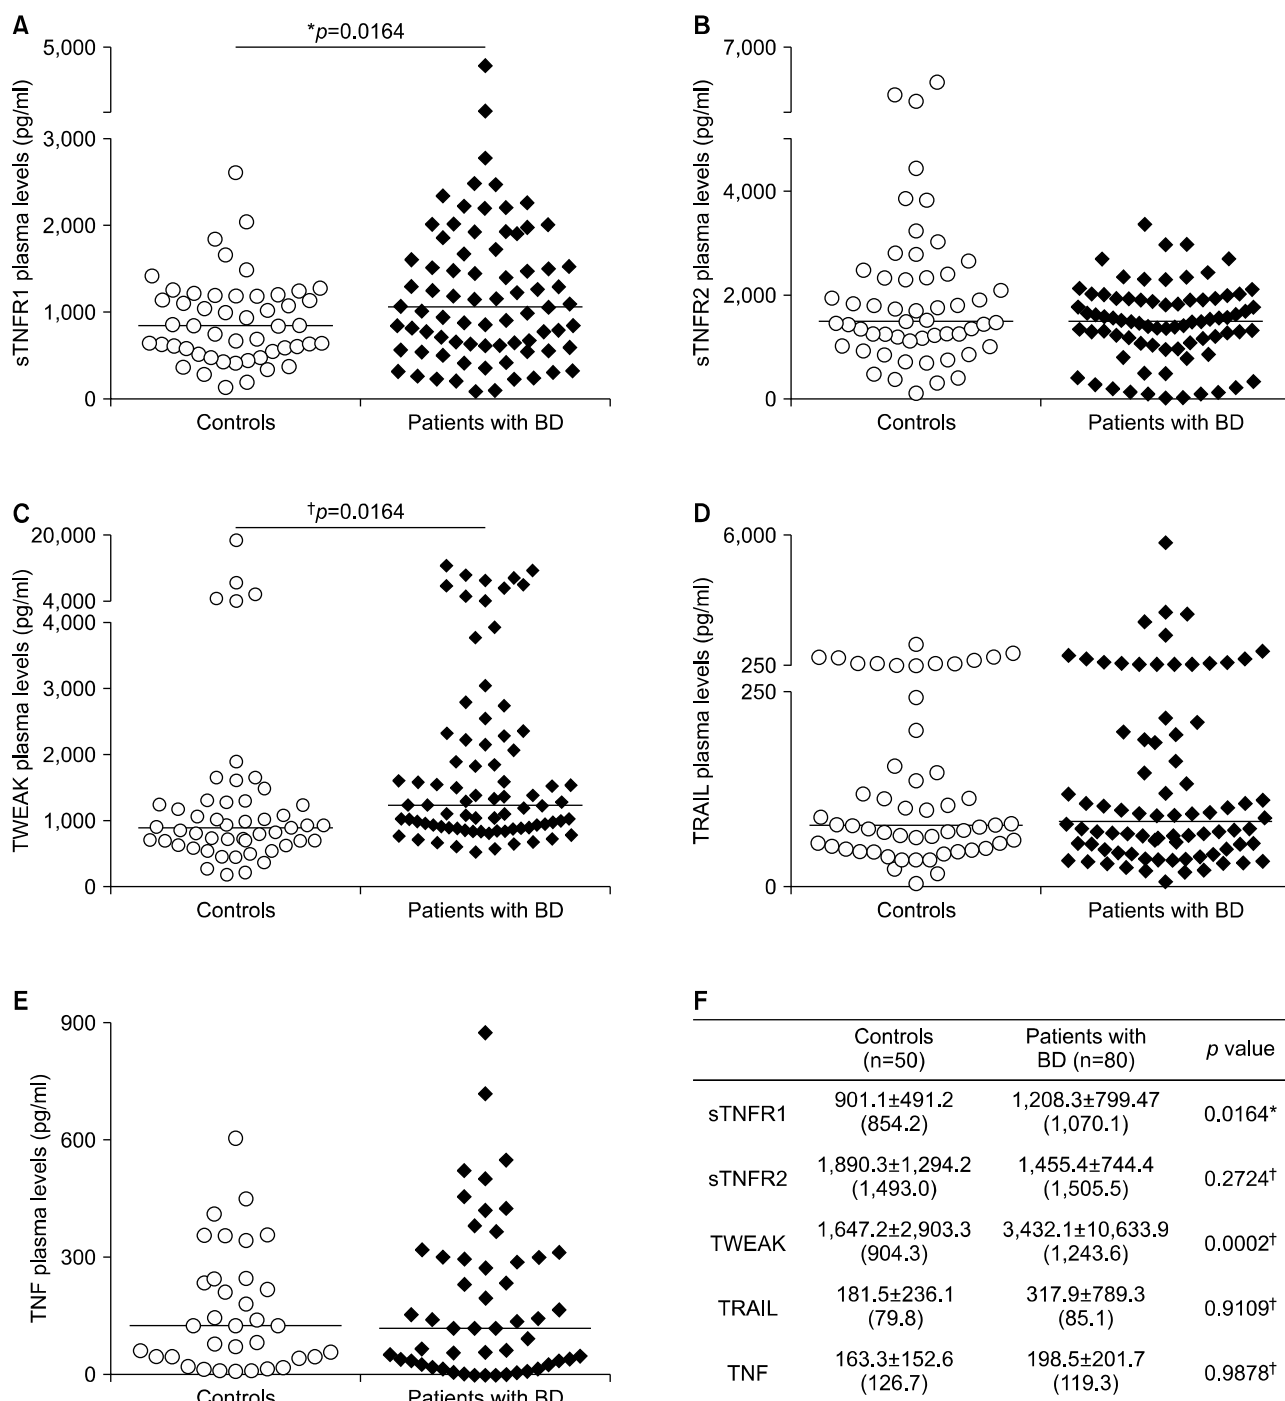 A
*p=0.0164
sTNFR1 plasma levels (pg/ml)
5,000
3,000
2,000
1,000
0
Controls
Patients with BD
B
sTNFR2 plasma levels (pg/ml)
7,000
4,000
2,000
0
Controls
Patients with BD
C
†p=0.0164
TWEAK plasma levels (pg/ml)
20,000
4,000
4,000
3,000
2,000
1,000
0
Controls
Patients with BD
D
TRAIL plasma levels (pg/ml)
6,000
250
250
0
Controls
Patients with BD
E
TNF plasma levels (pg/ml)
900
600
300
0
Controls
Patients with BD
F
Controls (n=50) Patients with BD (n=80) p value
sTNFR1 901.1±491.2 (854.2) 1,208.3±799.47 (1,070.1) 0.0164*
sTNFR2 1,890.3±1,294.2 (1,493.0) 1,455.4±744.4 (1,505.5) 0.2724†
TWEAK 1,647.2±2,903.3 (904.3) 3,432.1±10,633.9 (1,243.6) 0.0002†
TRAIL 181.5±236.1 (79.8) 317.9±789.3 (85.1) 0.9109†
TNF 163.3±152.6 (126.7) 198.5±201.7 (119.3) 0.9878†